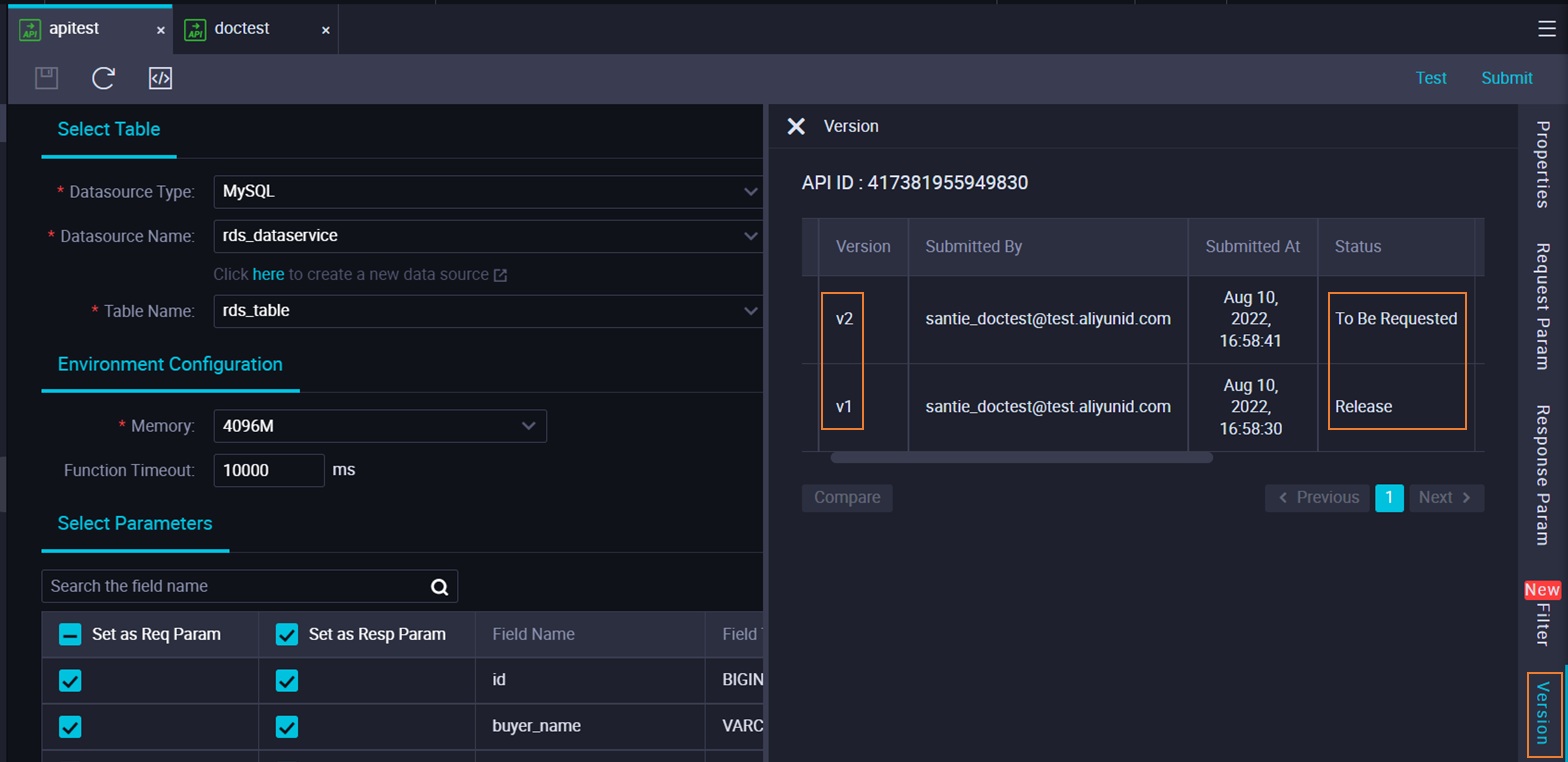 API apitest × API doctest ×
</> Test Submit
Select Table
* Datasource Type: MySQL
* Datasource Name: rds_dataservice
Click here to create a new data source
* Table Name: rds_table
Environment Configuration
* Memory: 4096M
Function Timeout: 10000 ms
Select Parameters
Search the field name
Set as Req Param Set as Resp Param Field Name Field
id BIGIN
buyer_name VARC
Version
API ID : 417381955949830
Version Submitted By Submitted At Status
v2 santie_doctest@test.aliyunid.com Aug 10,
2022,
16:58:41 To Be Requested
v1 santie_doctest@test.aliyunid.com Aug 10,
2022,
16:58:30 Release
Compare Previous 1 Next
Properties
Request Param
Response Param
New
Filter
Version